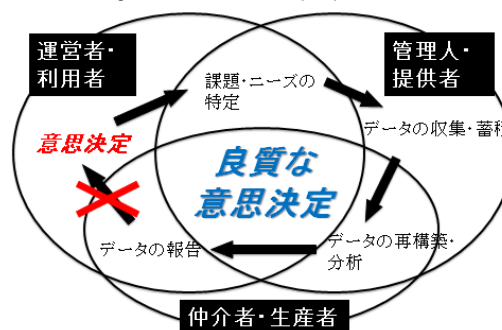 運営者・
利用者
管理人・
提供者
課題・ニーズの
特定
データの収集・蓄積
意思決定
良質な
意思決定
データの再構築・
分析
データの報告
仲介者・生産者